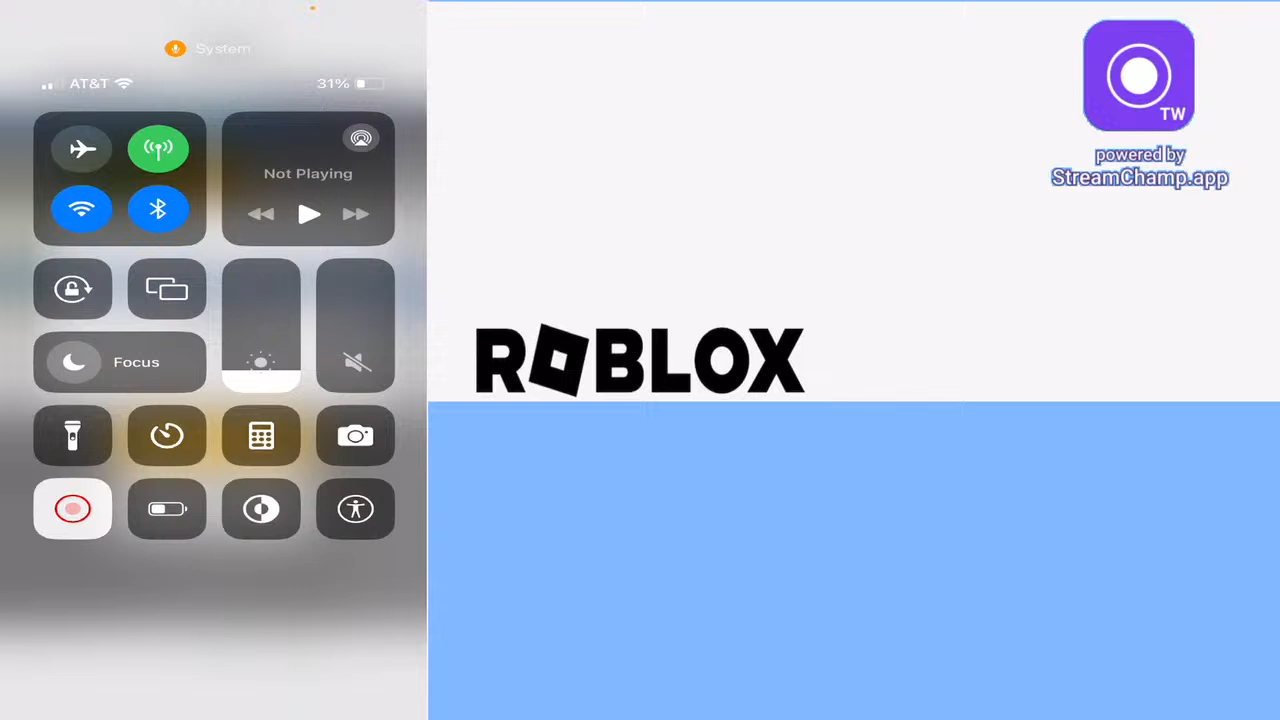 System
AT&T
31%
Not Playing
Focus
ROBLOX
TW
powered by
StreamChamp.app